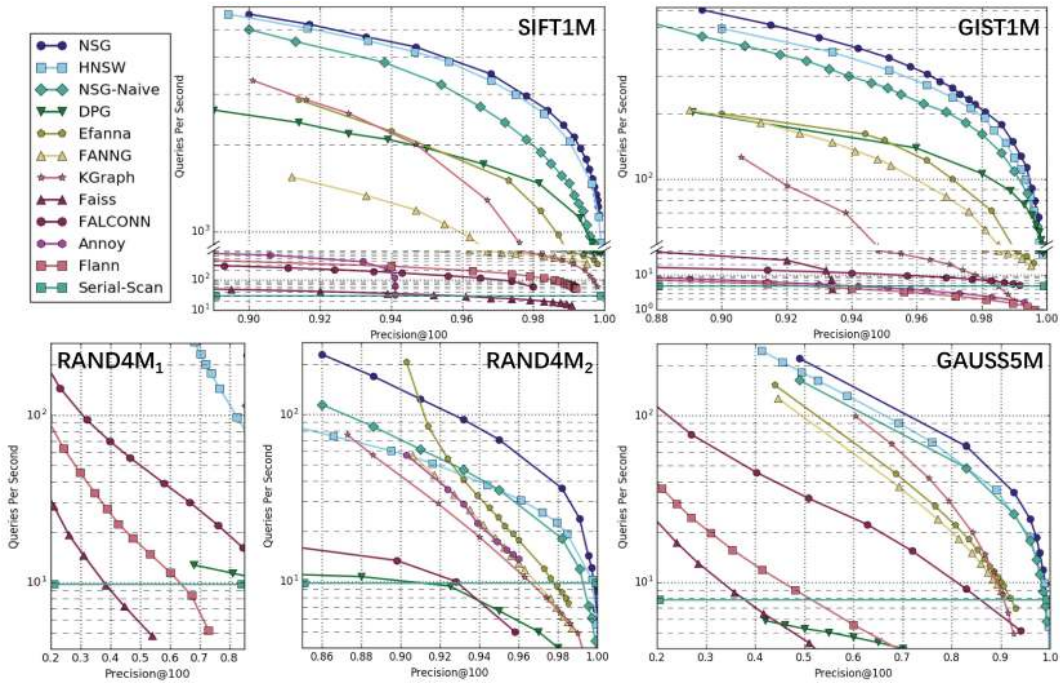 NSG
HNSW
NSG-Naive
DPG
Efanna
FANNG
KGraph
Faiss
FALCONN
Annoy
Flann
Serial-Scan
SIFT1M
Queries Per Second
10³
10²
10¹
0.90 0.92 0.94 0.96 0.98 1.00
Precision@100
GIST1M
Queries Per Second
10²
10¹
10⁰
0.88 0.90 0.92 0.94 0.96 0.98 1.00
Precision@100
RAND4M₁
Queries Per Second
10²
10¹
0.2 0.3 0.4 0.5 0.6 0.7 0.8
Precision@100
RAND4M₂
Queries Per Second
10²
10¹
0.86 0.88 0.90 0.92 0.94 0.96 0.98 1.00
Precision@100
GAUSS5M
Queries Per Second
10²
10¹
0.2 0.3 0.4 0.5 0.6 0.7 0.8 0.9 1.0
Precision@100